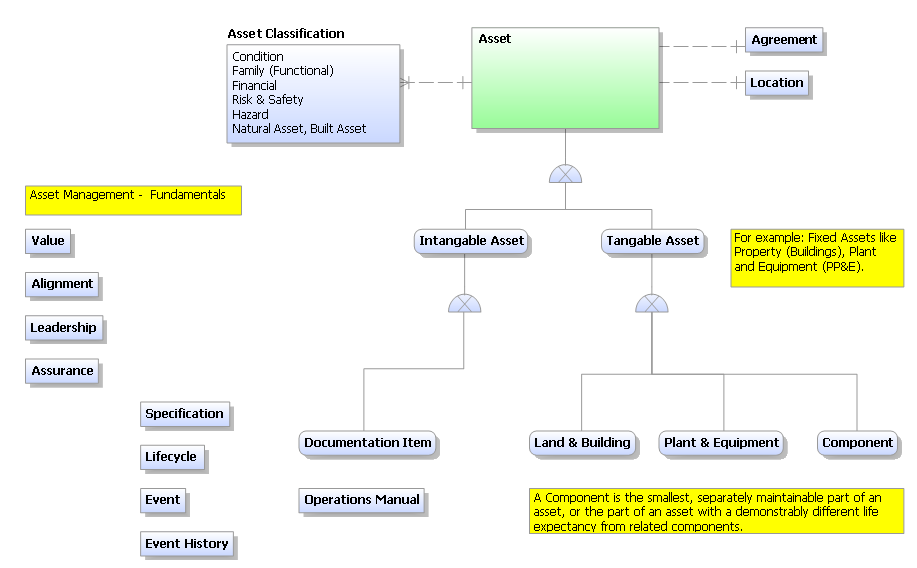 Asset Classification
Condition
Family (Functional)
Financial
Risk & Safety
Hazard
Natural Asset, Built Asset
Asset
Agreement
Location
Asset Management -  Fundamentals
Value
Alignment
Leadership
Assurance
Intangable Asset
Tangable Asset
For example: Fixed Assets like
Property (Buildings), Plant
and Equipment (PP&E).
Specification
Lifecycle
Event
Event History
Documentation Item
Operations Manual
Land & Building
Plant & Equipment
Component
A Component is the smallest, separately maintainable part of an
asset, or the part of an asset with a demonstrably different life
expectancy from related components.